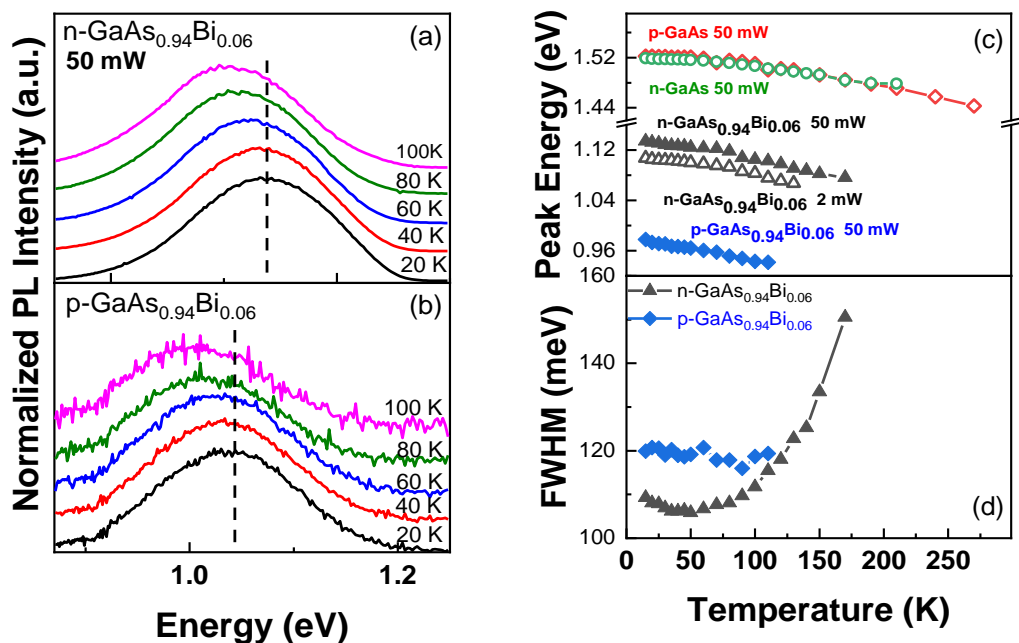 Normalized PL Intensity (a.u.)
n-GaAs0.94Bi0.06
50 mW
(a)
100K
80 K
60 K
40 K
20 K
p-GaAs0.94Bi0.06
(b)
100 K
80 K
60 K
40 K
20 K
1.0
1.2
Energy (eV)
Peak Energy (eV)
1.52
1.44
1.12
1.04
0.96
p-GaAs 50 mW
(c)
n-GaAs 50 mW
n-GaAs0.94Bi0.06 50 mW
n-GaAs0.94Bi0.06 2 mW
p-GaAs0.94Bi0.06 50 mW
FWHM (meV)
160
140
120
100
n-GaAs0.94Bi0.06
p-GaAs0.94Bi0.06
(d)
0
50
100
150
200
250
Temperature (K)